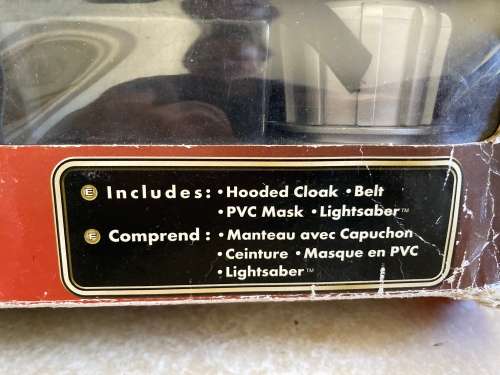 E Includes: • Hooded Cloak • Belt
• PVC Mask • Lightsaber™
F Comprend : • Manteau avec Capuchon
• Ceinture • Masque en PVC
• Lightsaber™